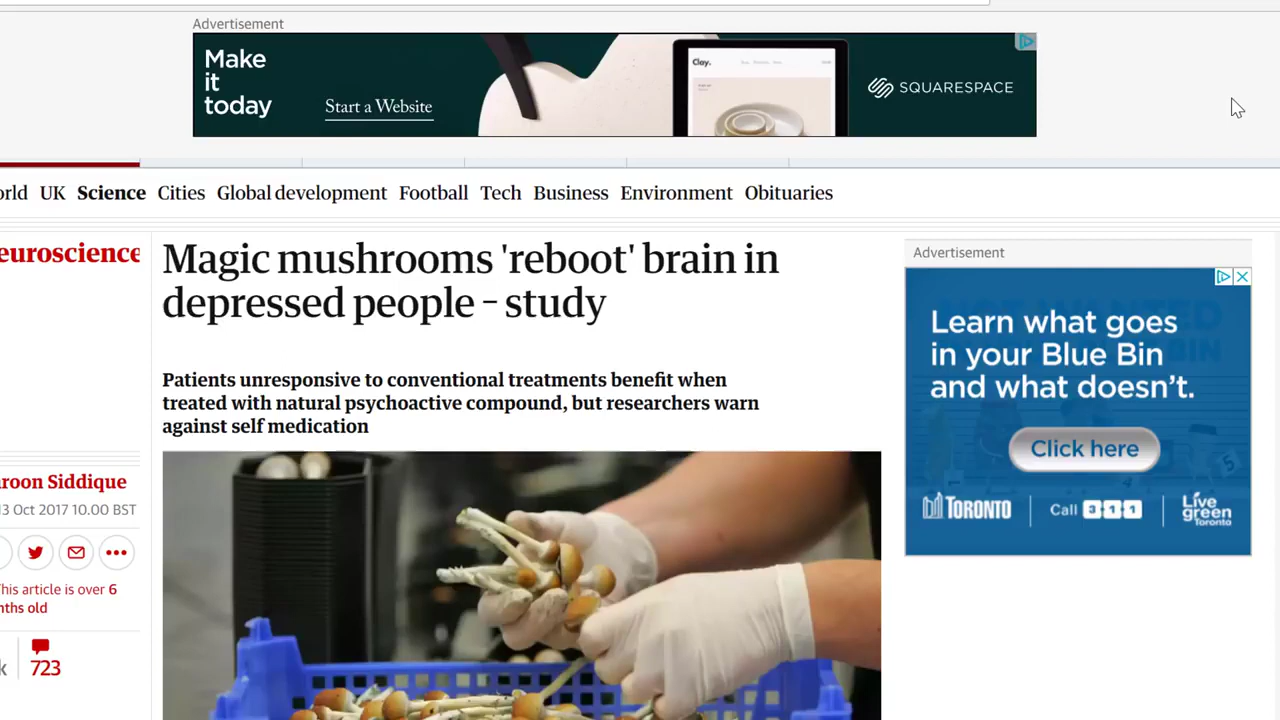 Advertisement
Make
it
today
Start a Website
Clay.
SQUARESPACE
orld UK Science Cities Global development Football Tech Business Environment Obituaries
euroscience
Magic mushrooms 'reboot' brain in
depressed people – study
Patients unresponsive to conventional treatments benefit when
treated with natural psychoactive compound, but researchers warn
against self medication
roon Siddique
13 Oct 2017 10.00 BST
his article is over 6
nths old
k
723
Advertisement
Learn what goes
in your Blue Bin
and what doesn't.
Click here
TORONTO
Call 311
Live
green
Toronto